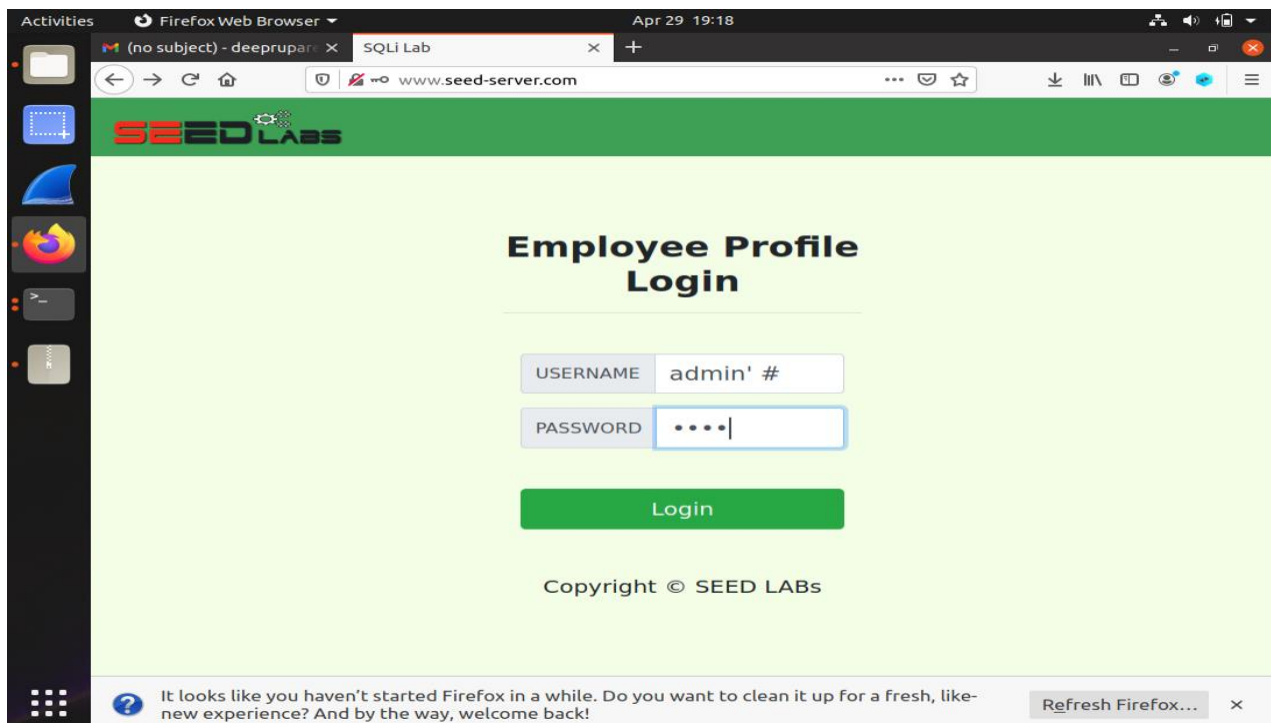 Activities Firefox Web Browser Apr 29 19:18
(no subject) - deeprupare SQLi Lab
www.seed-server.com
SEED LABS
Employee Profile
Login
USERNAME admin' #
PASSWORD ••••
Login
Copyright © SEED LABs
It looks like you haven't started Firefox in a while. Do you want to clean it up for a fresh, like-
new experience? And by the way, welcome back!
Refresh Firefox...